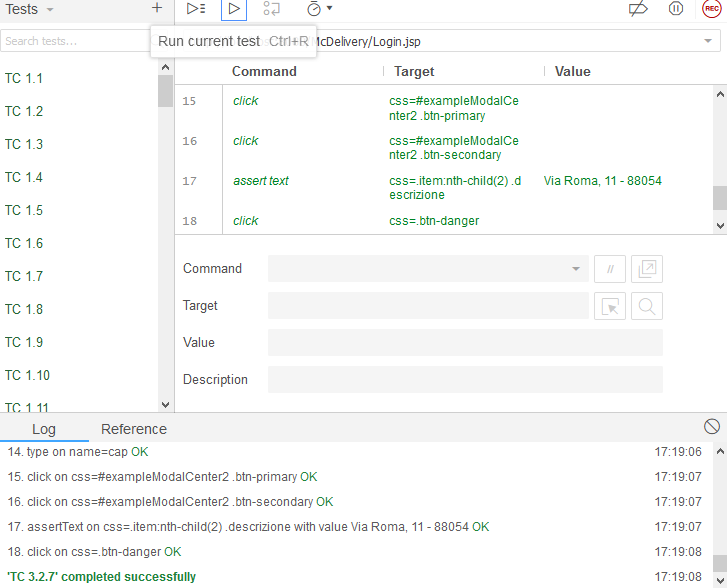 Tests
REC
Search tests...
Run current test Ctrl+R
McDelivery/Login.jsp
Command Target Value
15 click css=#exampleModalCe
nter2 .btn-primary
16 click css=#exampleModalCe
nter2 .btn-secondary
17 assert text css=.item:nth-child(2) .d
escrizione
Via Roma, 11 - 88054
18 click css=.btn-danger
TC 1.1
TC 1.2
TC 1.3
TC 1.4
TC 1.5
TC 1.6
TC 1.7
TC 1.8
TC 1.9
TC 1.10
TC 1.11
Command
//
Target
Value
Description
Log Reference
14. type on name=cap OK 17:19:06
15. click on css=#exampleModalCenter2 .btn-primary OK 17:19:07
16. click on css=#exampleModalCenter2 .btn-secondary OK 17:19:07
17. assertText on css=.item:nth-child(2) .descrizione with value Via Roma, 11 - 88054 OK 17:19:07
18. click on css=.btn-danger OK 17:19:08
'TC 3.2.7' completed successfully 17:19:08